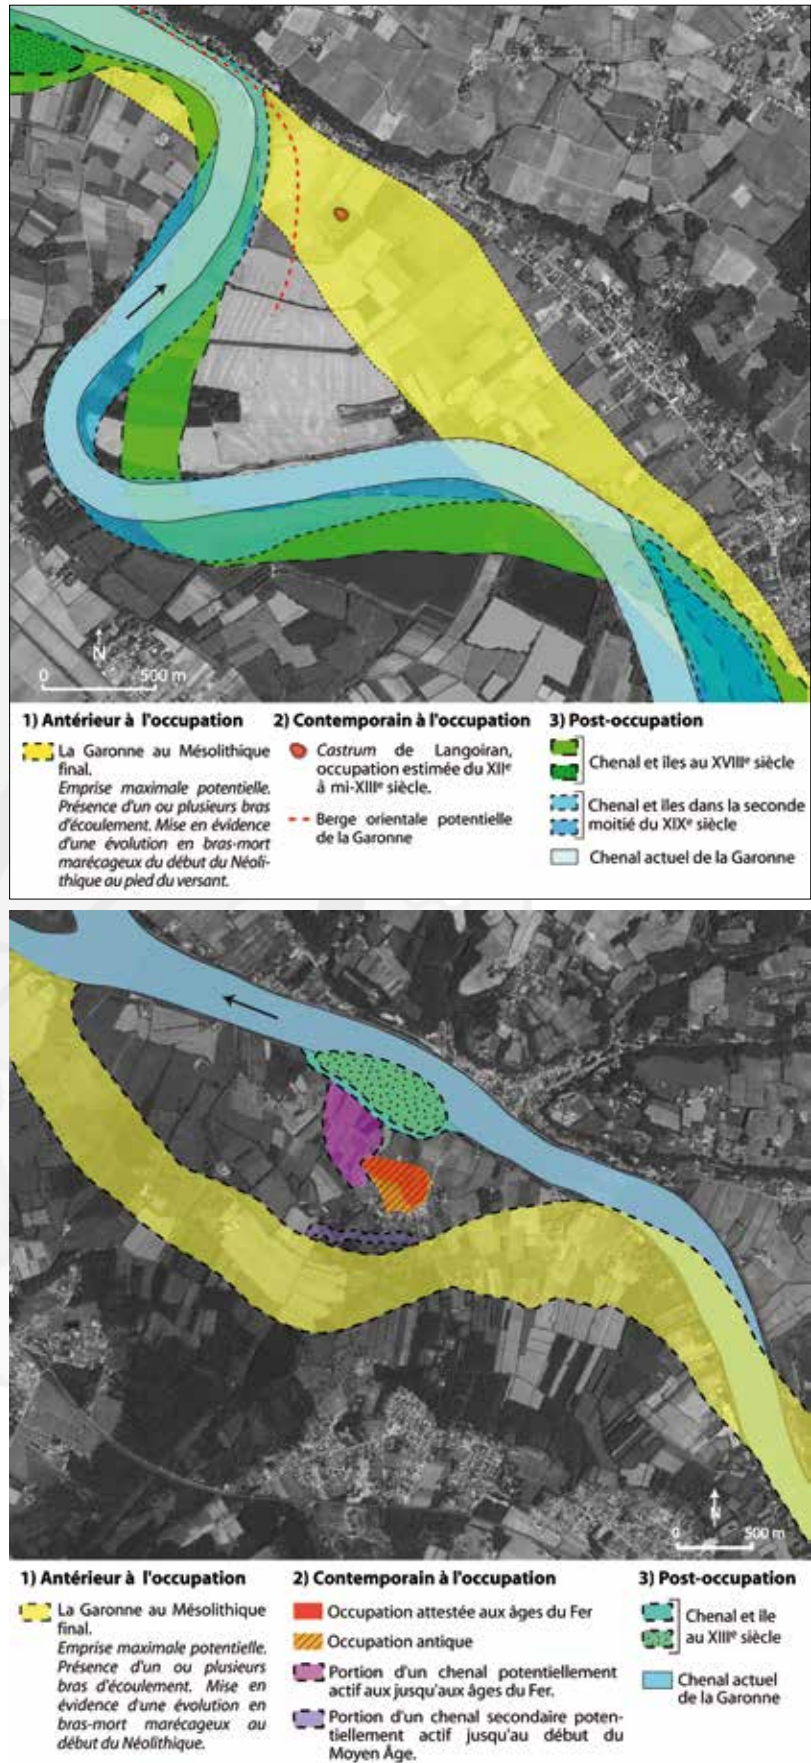 N
0 500 m
1) Antérieur à l'occupation
La Garonne au Mésolithique
final.
Emprise maximale potentielle.
Présence d'un ou plusieurs bras
d'écoulement. Mise en évidence
d'une évolution en bras-mort
marécageux du début du Néoli-
thique au pied du versant.
2) Contemporain à l'occupation
Castrum de Langoiran,
occupation estimée du XIIe
à mi-XIIIe siècle.
Berge orientale potentielle
de la Garonne
3) Post-occupation
Chenal et îles au XVIIIe siècle
Chenal et îles dans la seconde
moitié du XIXe siècle
Chenal actuel de la Garonne
N
0 500 m
1) Antérieur à l'occupation
La Garonne au Mésolithique
final.
Emprise maximale potentielle.
Présence d'un ou plusieurs
bras d'écoulement. Mise en
évidence d'une évolution en
bras-mort marécageux au
début du Néolithique.
2) Contemporain à l'occupation
Occupation attestée aux âges du Fer
Occupation antique
Portion d'un chenal potentiellement
actif aux jusqu'aux âges du Fer.
Portion d'un chenal secondaire poten-
tiellement actif jusqu'au début du
Moyen Âge.
3) Post-occupation
Chenal et île
au XIIIe siècle
Chenal actuel
de la Garonne